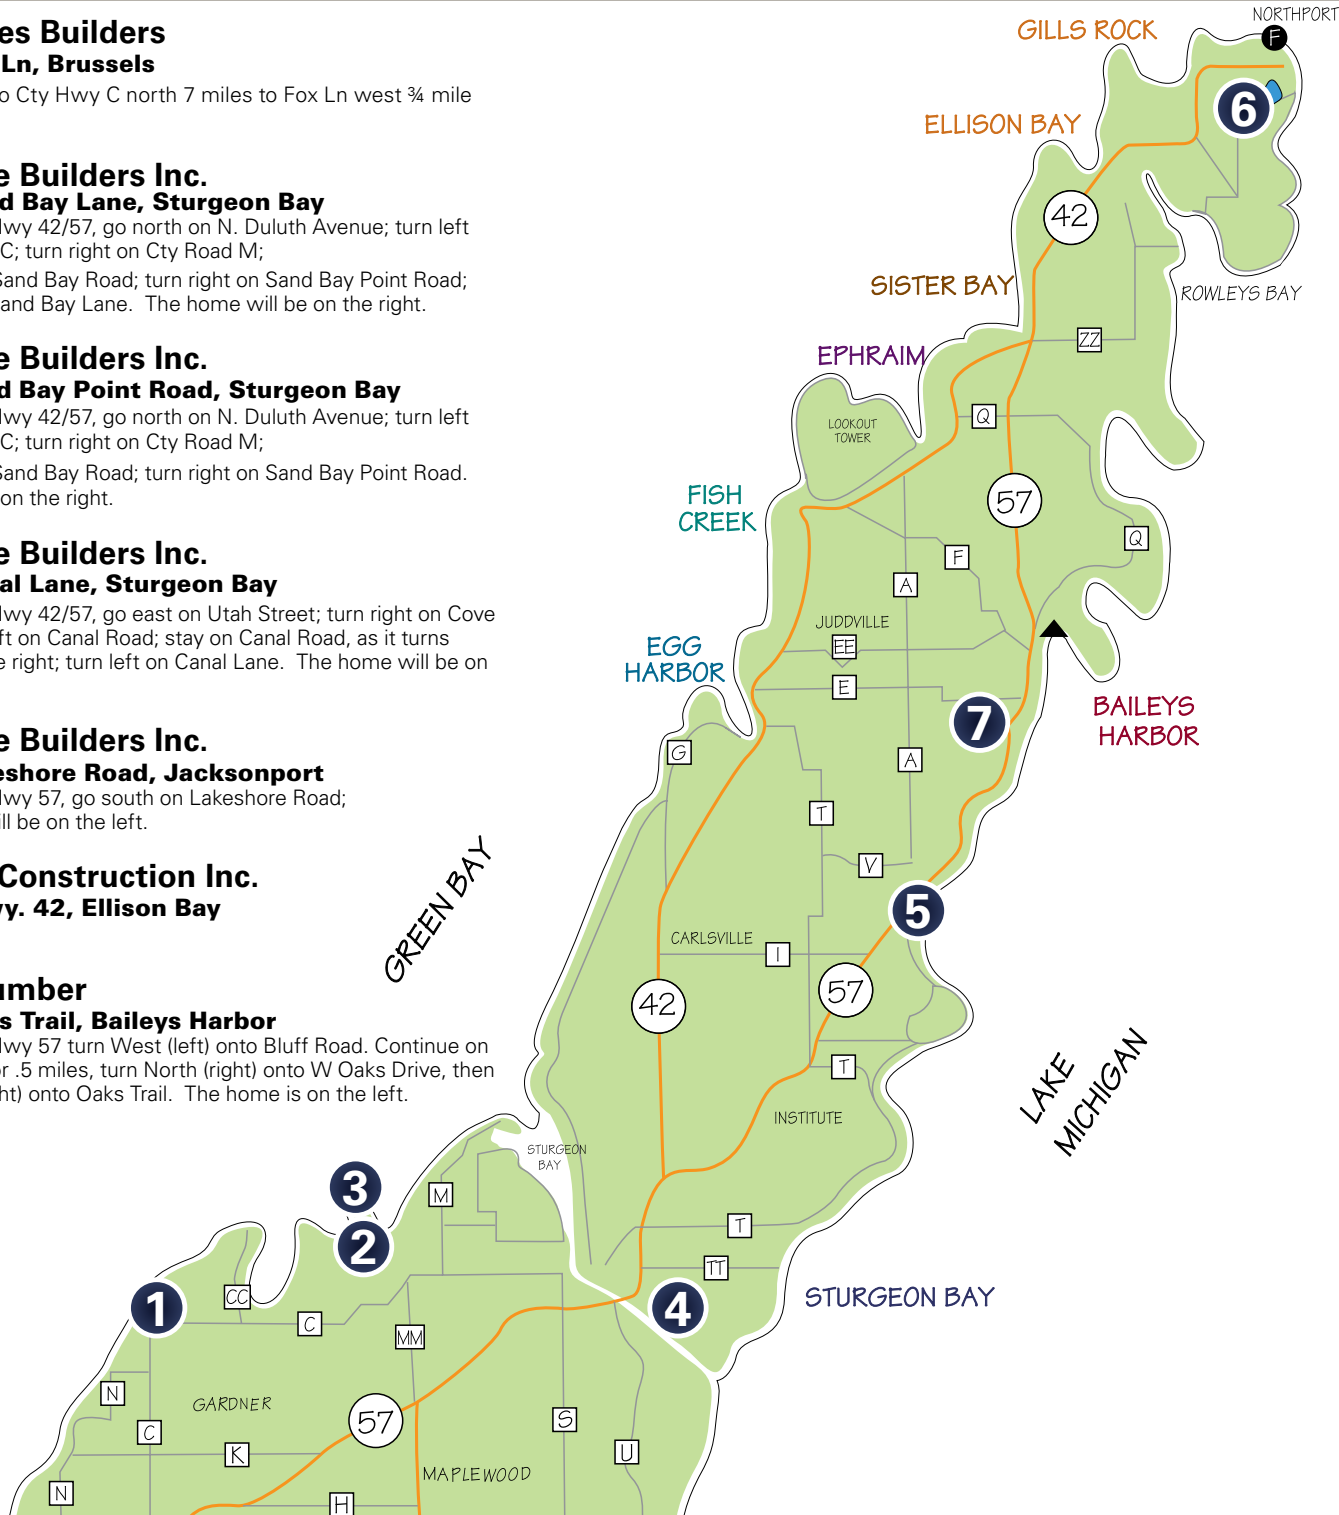 es Builders
Ln, Brussels
o Cty Hwy C north 7 miles to Fox Ln west ¾ mile
e Builders Inc.
d Bay Lane, Sturgeon Bay
Hwy 42/57, go north on N. Duluth Avenue; turn left
C; turn right on Cty Road M;
Sand Bay Road; turn right on Sand Bay Point Road;
and Bay Lane. The home will be on the right.
e Builders Inc.
d Bay Point Road, Sturgeon Bay
Hwy 42/57, go north on N. Duluth Avenue; turn left
C; turn right on Cty Road M;
Sand Bay Road; turn right on Sand Bay Point Road.
on the right.
e Builders Inc.
al Lane, Sturgeon Bay
Hwy 42/57, go east on Utah Street; turn right on Cove
ft on Canal Road; stay on Canal Road, as it turns
e right; turn left on Canal Lane. The home will be on
e Builders Inc.
eshore Road, Jacksonport
Hwy 57, go south on Lakeshore Road;
ill be on the left.
Construction Inc.
wy. 42, Ellison Bay
umber
s Trail, Baileys Harbor
Hwy 57 turn West (left) onto Bluff Road. Continue on
or .5 miles, turn North (right) onto W Oaks Drive, then
ht) onto Oaks Trail. The home is on the left.
NORTHPORT
F
GILLS ROCK
6
ELLISON BAY
42
SISTER BAY
ROWLEYS BAY
ZZ
EPHRAIM
Q
LOOKOUT
TOWER
FISH
CREEK
57
Q
F
A
JUDDVILLE
EE
EGG
HARBOR
E
BAILEYS
HARBOR
7
G
A
T
V
GREEN BAY
5
CARLSVILLE
I
42
57
LAKE
MICHIGAN
T
INSTITUTE
STURGEON
BAY
3
M
2
T
TT
1
CC
C
4
STURGEON BAY
MM
N
GARDNER
C
57
S
K
U
MAPLEWOOD
N
H